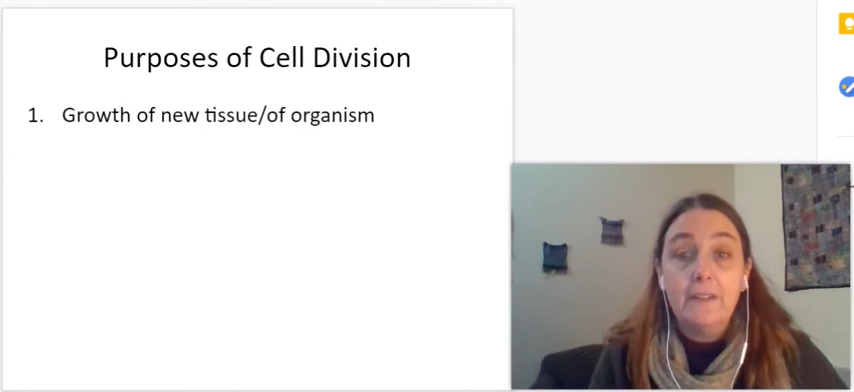 Purposes of Cell Division
1. Growth of new tissue/of organism